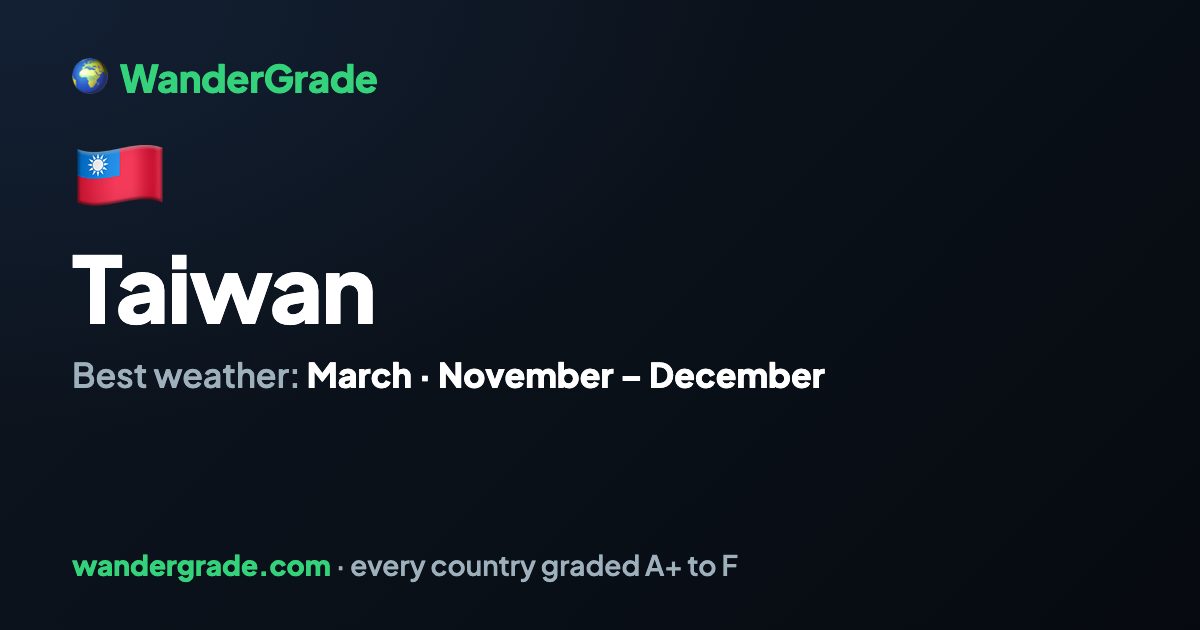 WanderGrade
Taiwan
Best weather: March · November – December
wandergrade.com · every country graded A+ to F